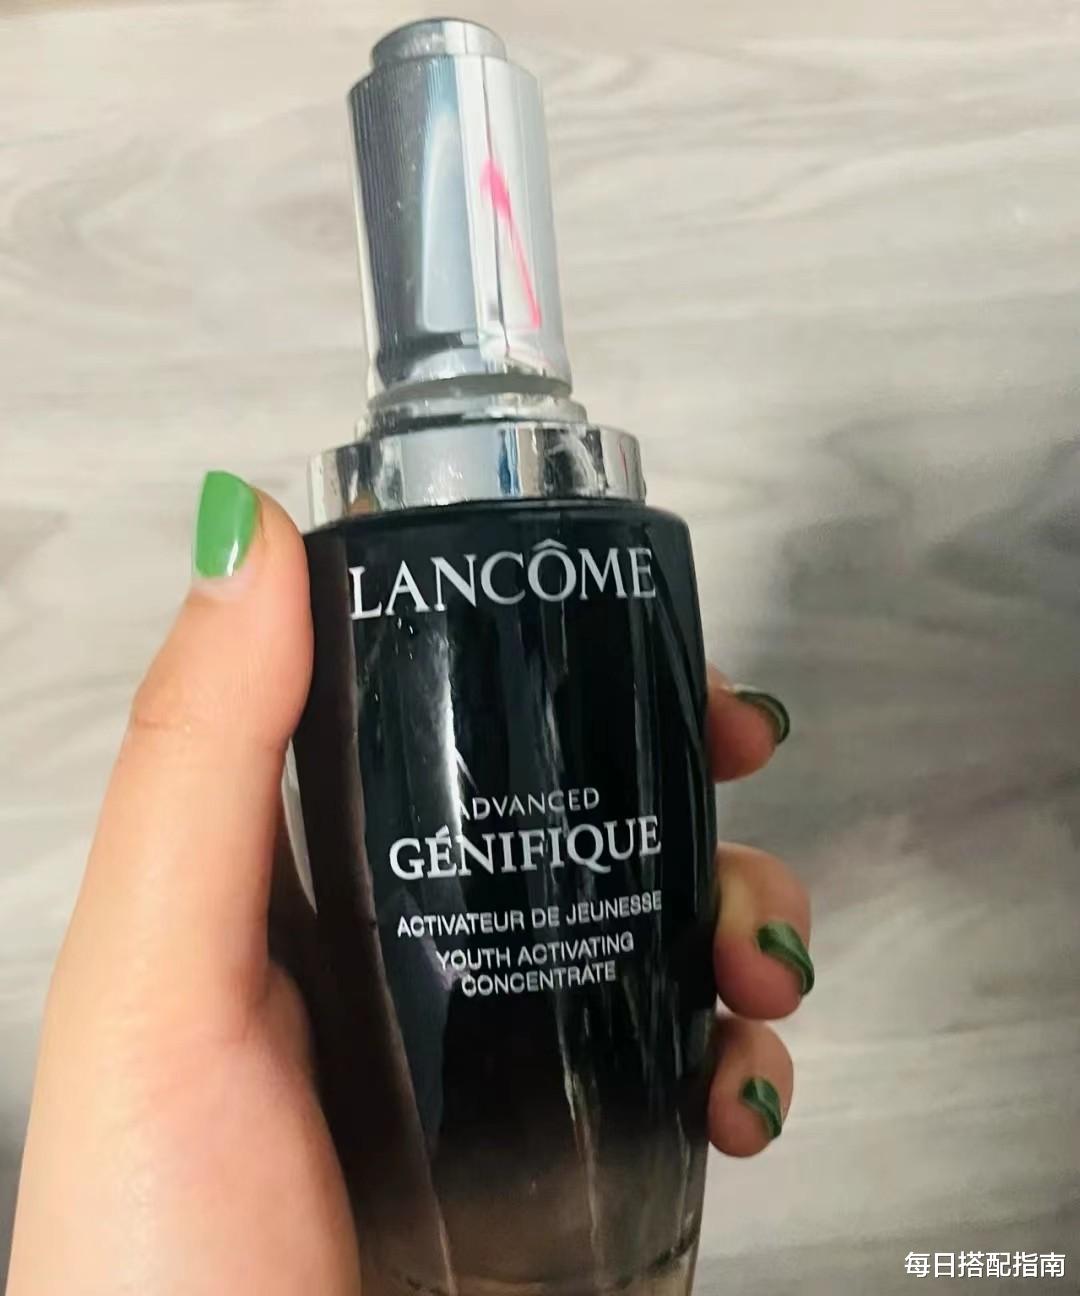 LANCÔME
ADVANCED
GÉNIFIQUE
ACTIVATEUR DE JEUNESSE
YOUTH ACTIVATING
CONCENTRATE
每日搭配指南